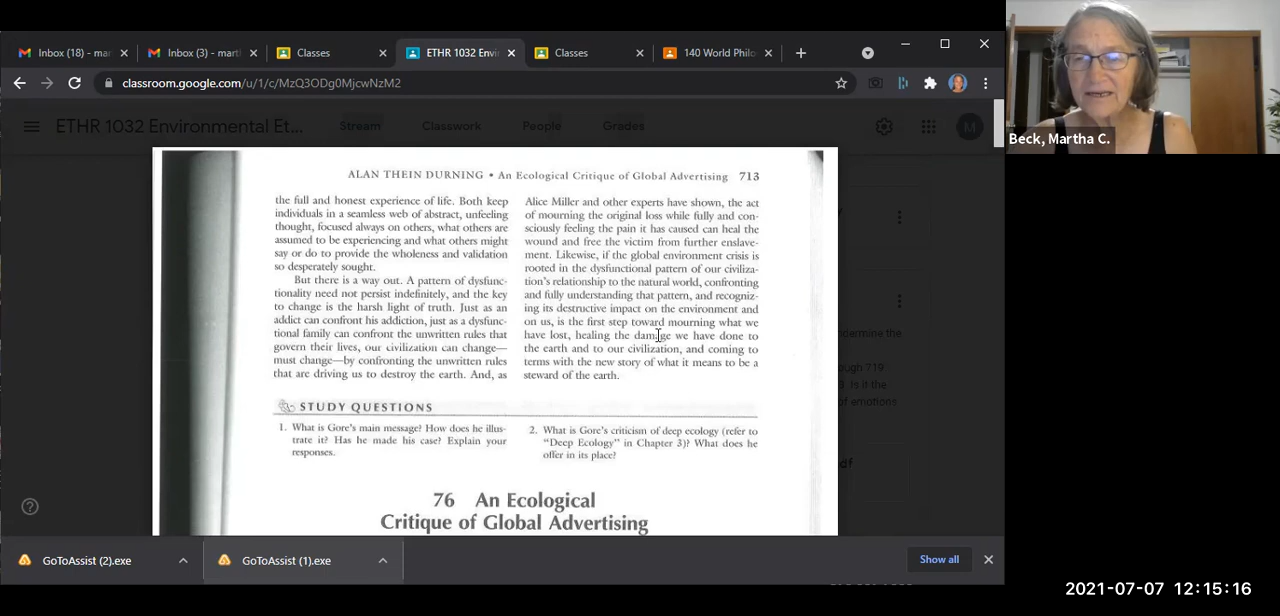 Inbox (18) - mar
Inbox (3) - marth
Classes
ETHR 1032 Envi
Classes
140 World Philo
classroom.google.com/u/1/c/MzQ3ODg0MjcwNzM2
ETHR 1032 Environmental Et...
Stream
Classwork
People
Grades
M
Beck, Martha C.
ALAN THEIN DURNING • An Ecological Critique of Global Advertising 713
the full and honest experience of life. Both keep
individuals in a seamless web of abstract, unfeeling
thought, focused always on others, what others are
assumed to be experiencing and what others might
say or do to provide the wholeness and validation
so desperately sought.
But there is a way out. A pattern of dysfunc-
tionality need not persist indefinitely, and the key
to change is the harsh light of truth. Just as an
addict can confront his addiction, just as a dysfunc-
tional family can confront the unwritten rules that
govern their lives, our civilization can change—
must change—by confronting the unwritten rules
that are driving us to destroy the earth. And, as
Alice Miller and other experts have shown, the act
of mourning the original loss while fully and con-
sciously feeling the pain it has caused can heal the
wound and free the victim from further enslave-
ment. Likewise, if the global environment crisis is
rooted in the dysfunctional pattern of our civiliza-
tion's relationship to the natural world, confronting
and fully understanding that pattern, and recogniz-
ing its destructive impact on the environment and
on us, is the first step toward mourning what we
have lost, healing the damage we have done to
the earth and to our civilization, and coming to
terms with the new story of what it means to be a
steward of the earth.
STUDY QUESTIONS
1. What is Gore's main message? How does he illus-
trate it? Has he made his case? Explain your
responses.
2. What is Gore's criticism of deep ecology (refer to
"Deep Ecology" in Chapter 3)? What does he
offer in its place?
76 An Ecological
Critique of Global Advertising
ndermine the
ough 719
3 Is it the
of emotions
df
GoToAssist (2).exe
GoToAssist (1).exe
Show all
2021-07-07 12:15:16